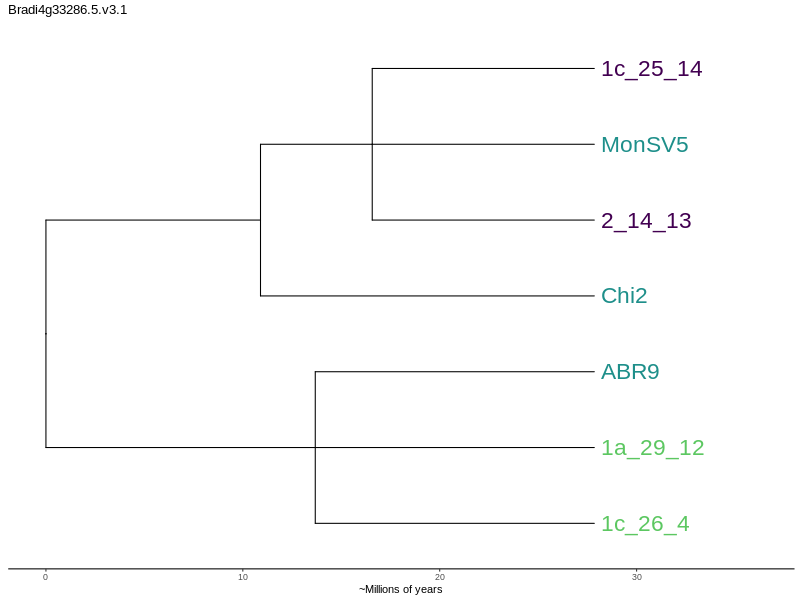 Bradi4g33286.5.v3.1
1c_25_14
MonSV5
2_14_13
Chi2
ABR9
1a_29_12
1c_26_4
0 10 20 30
~Millions of years